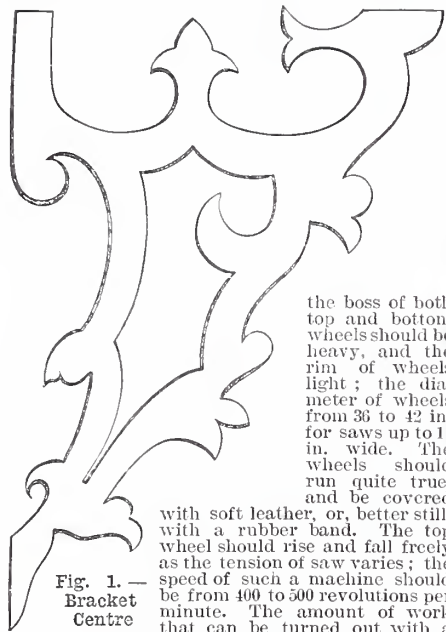 the boss of both
top and bottom
wheels should be
heavy, and the
rim of wheels
light ; the dia
meter of wheels
from 36 to 42 in
for saws up to 1
in. wide. The
wheels should
run quite true
and be covered
with soft leather, or, better still
with a rubber band. The top
wheel should rise and fall freely
as the tension of saw varies ; the
speed of such a machine should
be from 400 to 500 revolutions per
minute. The amount of work
that can be turned out with a
Fig. 1. —
Bracket
Centre